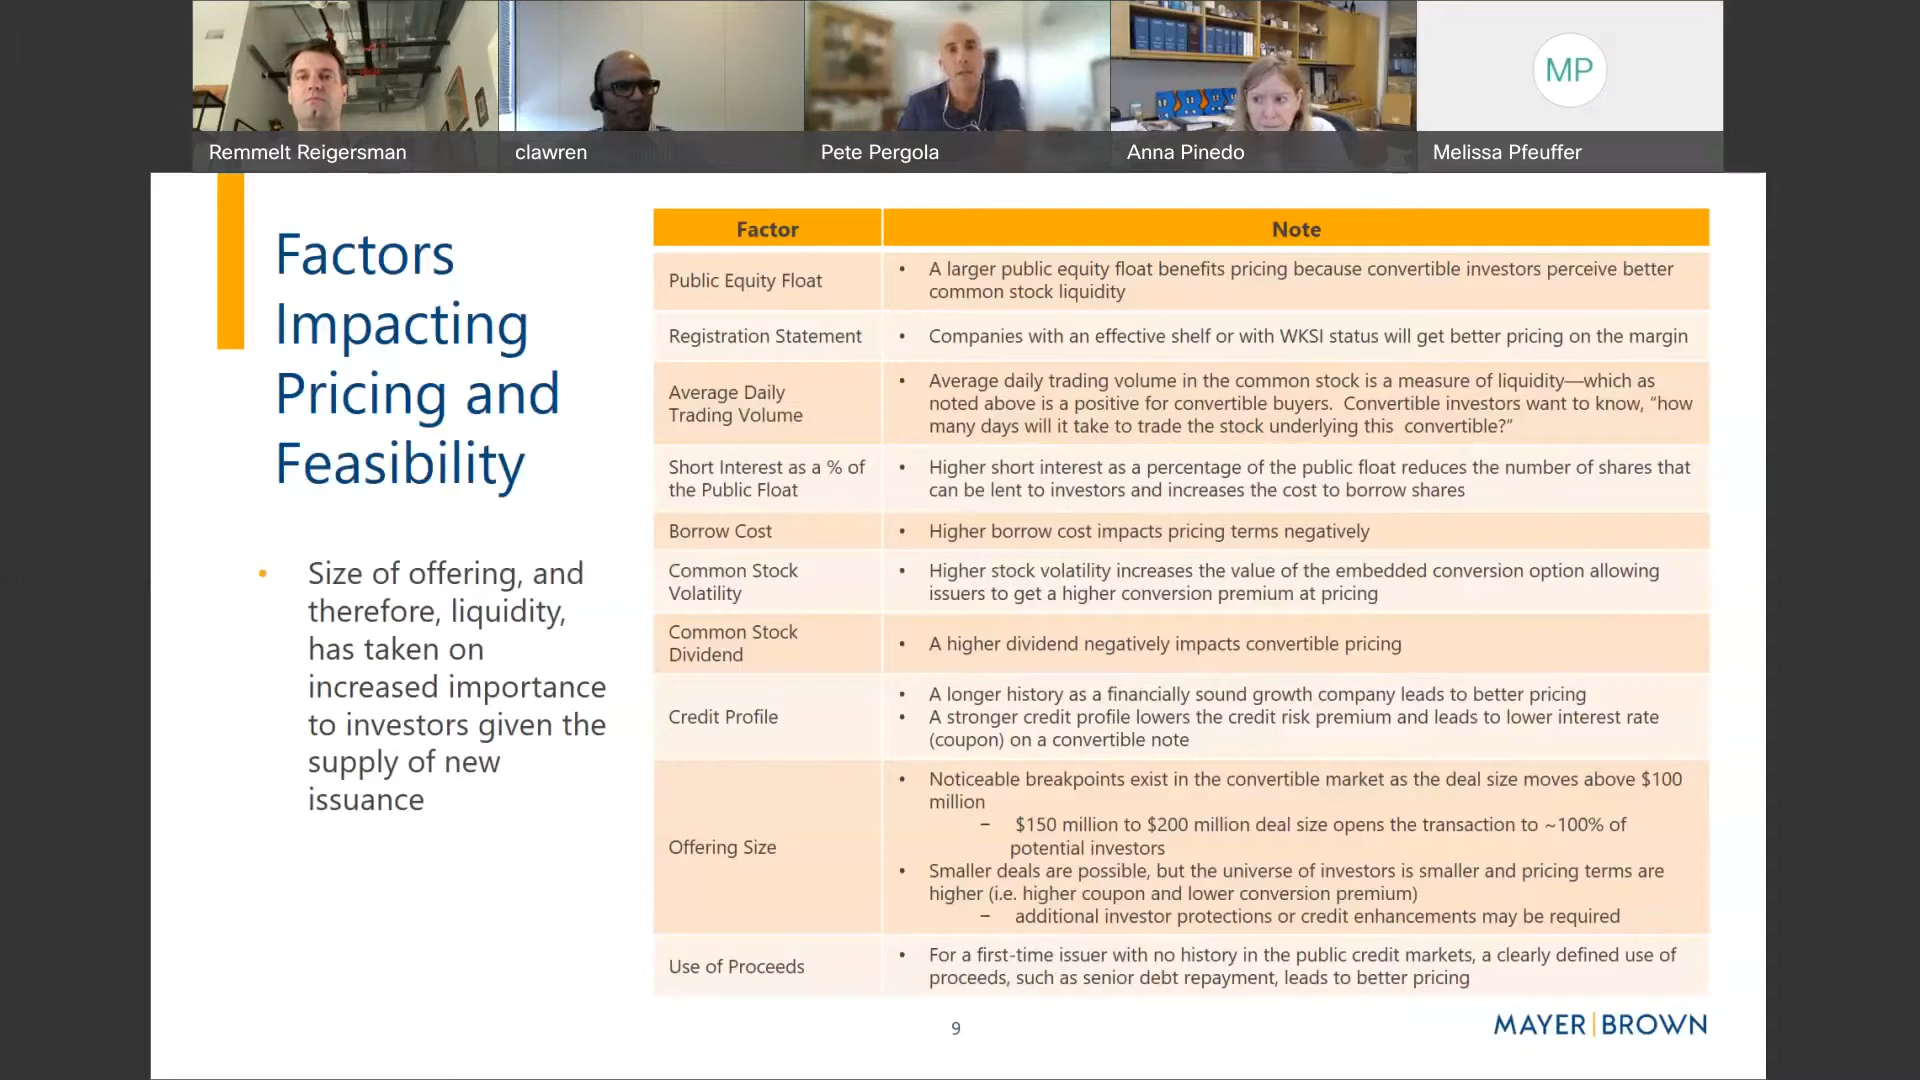 Remmelt Reigersman
clawren
Pete Pergola
Anna Pinedo
MP
Melissa Pfeuffer
Factors
Impacting
Pricing and
Feasibility
• Size of offering, and
therefore, liquidity,
has taken on
increased importance
to investors given the
supply of new
issuance
Factor
Note
Public Equity Float
• A larger public equity float benefits pricing because convertible investors perceive better
common stock liquidity
Registration Statement
• Companies with an effective shelf or with WKSI status will get better pricing on the margin
Average Daily
Trading Volume
• Average daily trading volume in the common stock is a measure of liquidity—which as
noted above is a positive for convertible buyers. Convertible investors want to know, “how
many days will it take to trade the stock underlying this convertible?”
Short Interest as a % of
the Public Float
• Higher short interest as a percentage of the public float reduces the number of shares that
can be lent to investors and increases the cost to borrow shares
Borrow Cost
• Higher borrow cost impacts pricing terms negatively
Common Stock
Volatility
• Higher stock volatility increases the value of the embedded conversion option allowing
issuers to get a higher conversion premium at pricing
Common Stock
Dividend
• A higher dividend negatively impacts convertible pricing
Credit Profile
• A longer history as a financially sound growth company leads to better pricing
• A stronger credit profile lowers the credit risk premium and leads to lower interest rate
(coupon) on a convertible note
Offering Size
• Noticeable breakpoints exist in the convertible market as the deal size moves above $100
million
– $150 million to $200 million deal size opens the transaction to ~100% of
potential investors
• Smaller deals are possible, but the universe of investors is smaller and pricing terms are
higher (i.e. higher coupon and lower conversion premium)
– additional investor protections or credit enhancements may be required
Use of Proceeds
• For a first-time issuer with no history in the public credit markets, a clearly defined use of
proceeds, such as senior debt repayment, leads to better pricing
9
MAYER|BROWN